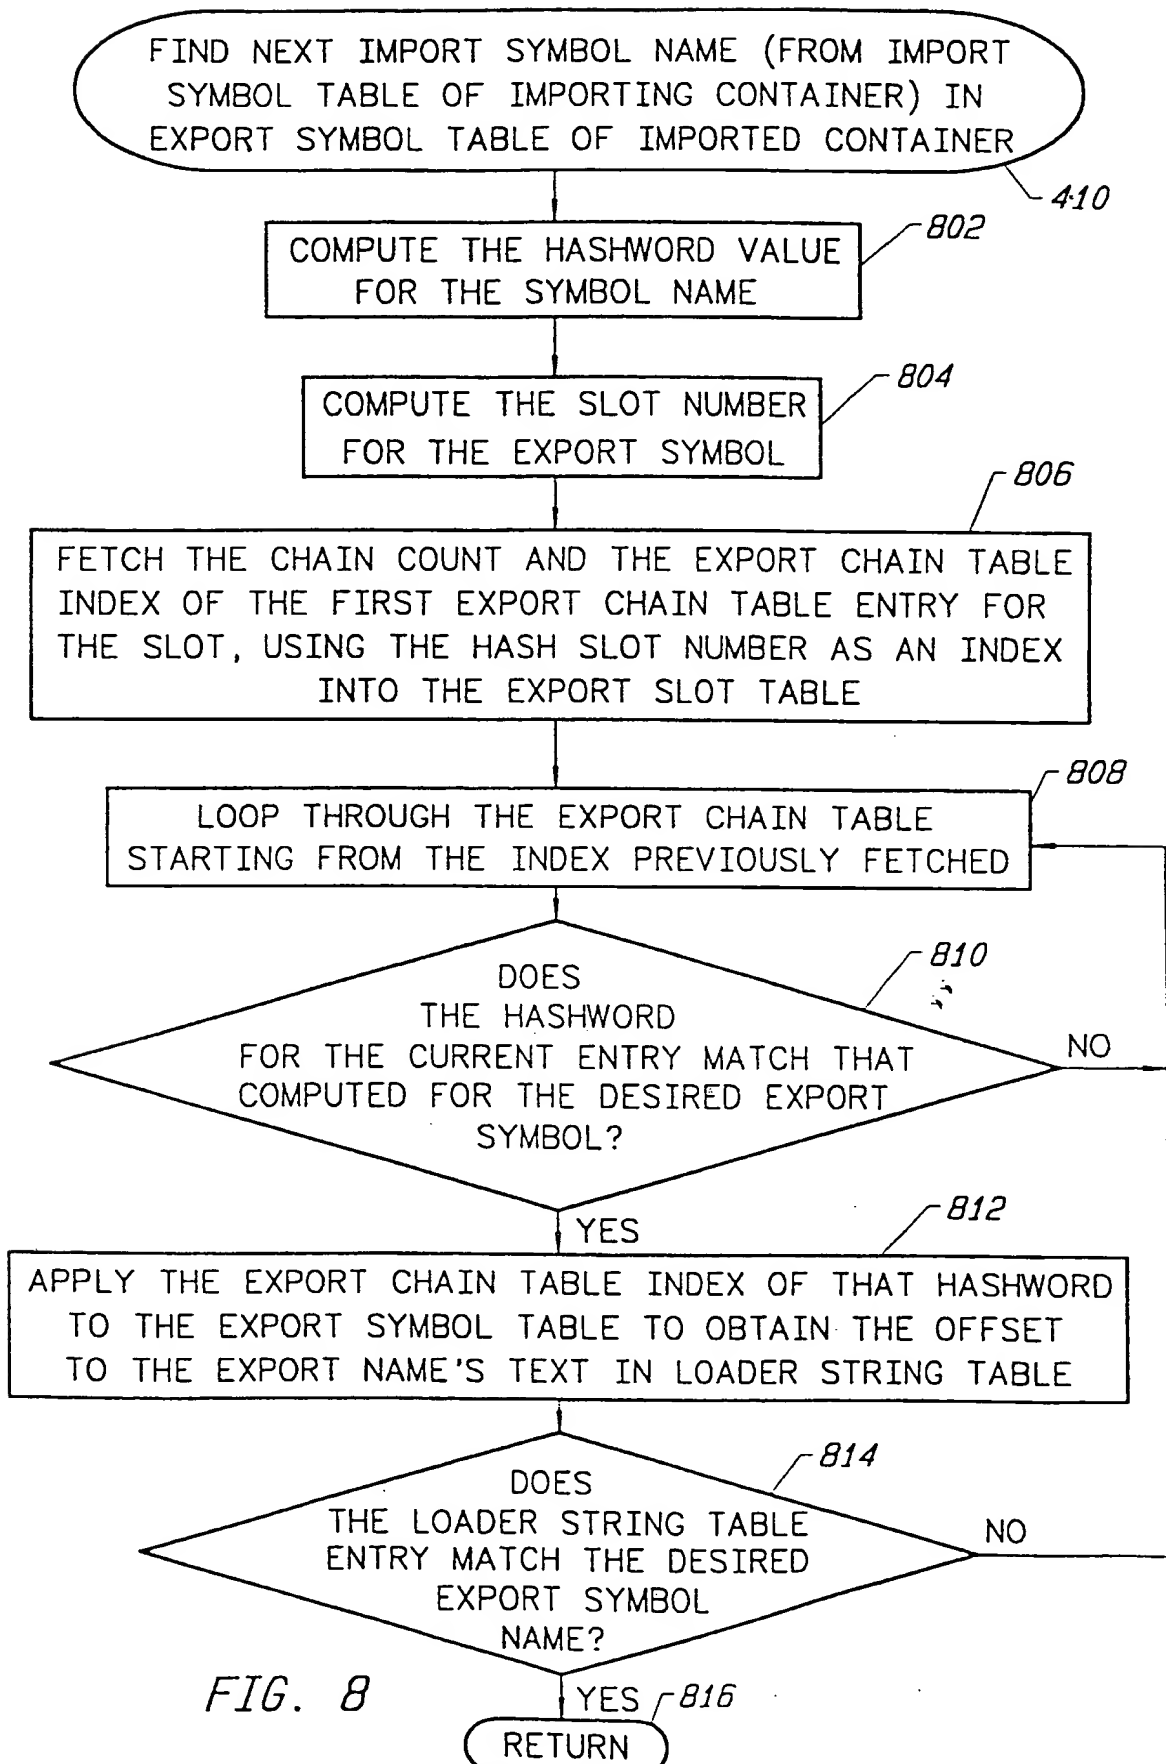 FIND NEXT IMPORT SYMBOL NAME (FROM IMPORT
SYMBOL TABLE OF IMPORTING CONTAINER) IN
EXPORT SYMBOL TABLE OF IMPORTED CONTAINER
410
802
COMPUTE THE HASHWORD VALUE
FOR THE SYMBOL NAME
804
COMPUTE THE SLOT NUMBER
FOR THE EXPORT SYMBOL
806
FETCH THE CHAIN COUNT AND THE EXPORT CHAIN TABLE
INDEX OF THE FIRST EXPORT CHAIN TABLE ENTRY FOR
THE SLOT, USING THE HASH SLOT NUMBER AS AN INDEX
INTO THE EXPORT SLOT TABLE
808
LOOP THROUGH THE EXPORT CHAIN TABLE
STARTING FROM THE INDEX PREVIOUSLY FETCHED
810
DOES
THE HASHWORD
FOR THE CURRENT ENTRY MATCH THAT
COMPUTED FOR THE DESIRED EXPORT
SYMBOL?
NO
YES
812
APPLY THE EXPORT CHAIN TABLE INDEX OF THAT HASHWORD
TO THE EXPORT SYMBOL TABLE TO OBTAIN THE OFFSET
TO THE EXPORT NAME'S TEXT IN LOADER STRING TABLE
814
DOES
THE LOADER STRING TABLE
ENTRY MATCH THE DESIRED
EXPORT SYMBOL
NAME?
NO
YES
816
RETURN
FIG. 8